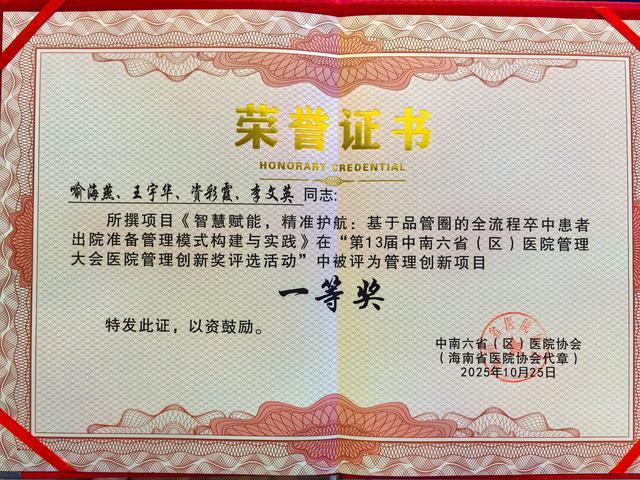 荣誉证书
HONORARY CREDENTIAL
喻海燕、王宇华、资彩霞、李文英同志:
所撰项目《智慧赋能，精准护航：基于品管圈的全流程卒中患者
出院准备管理模式构建与实践》在“第13届中南六省（区）医院管理
大会医院管理创新奖评选活动”中被评为管理创新项目
一等奖
特发此证，以资鼓励。
中南六省（区）医院协会
（海南省医院协会代章）
2025年10月25日